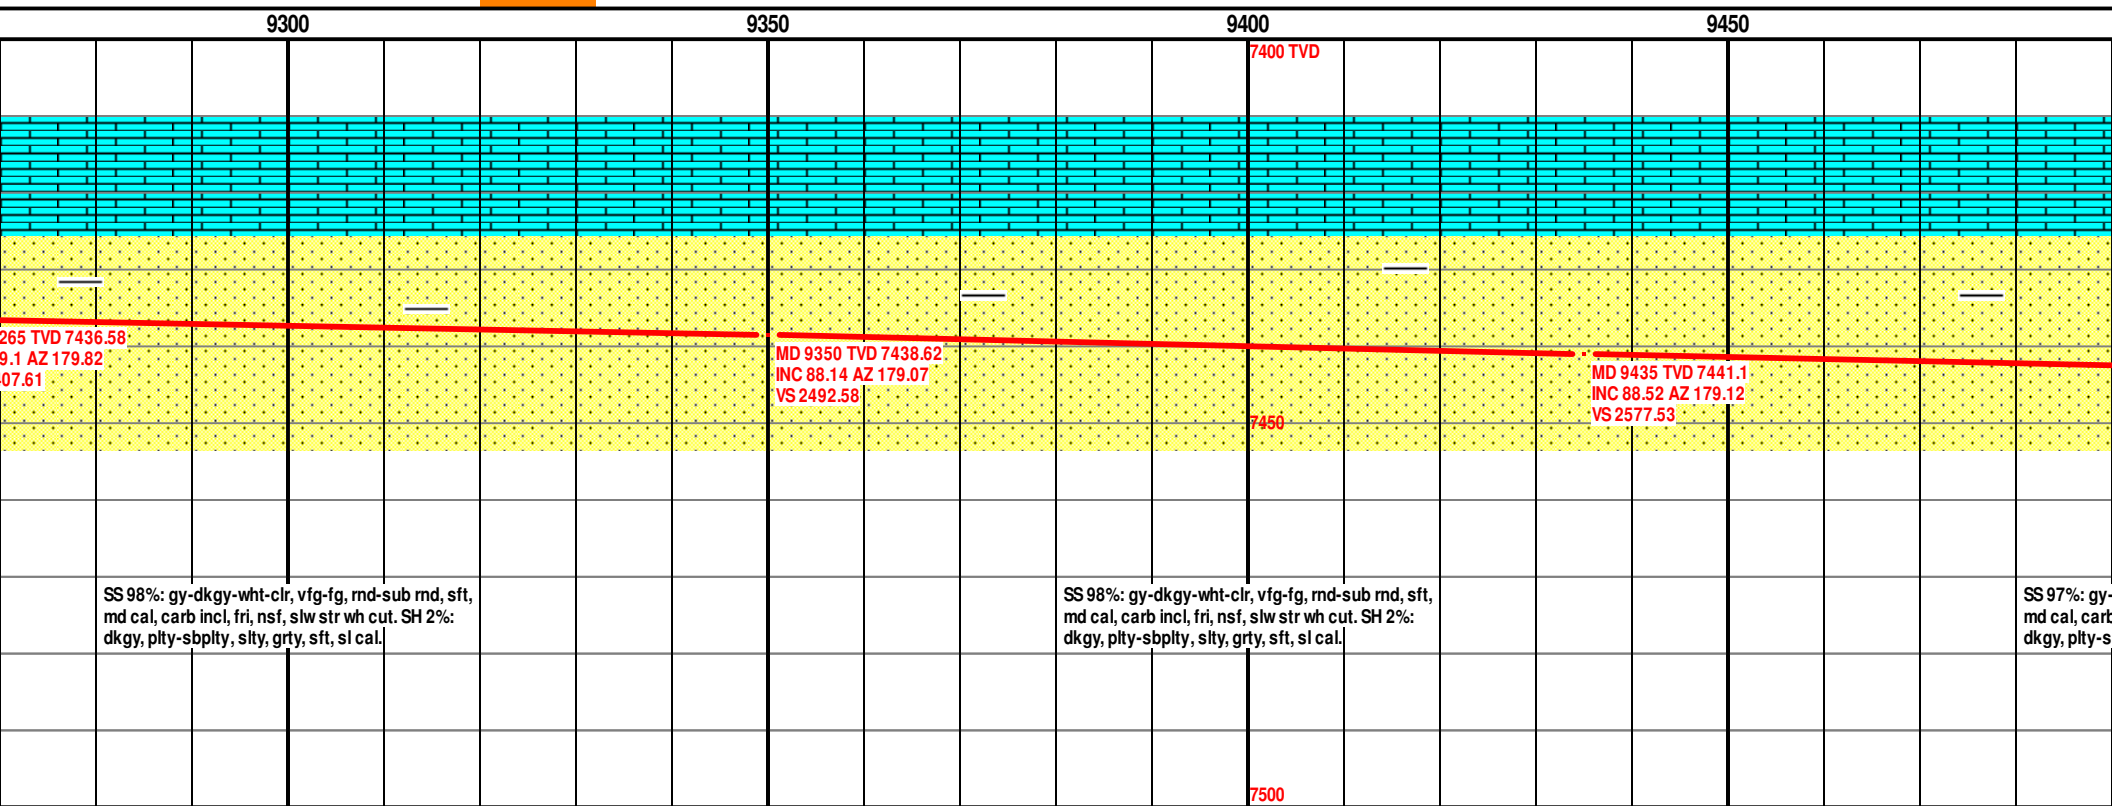 9300
9350
9400
9450
7400 TVD
265 TVD 7436.58
9.1 AZ 179.82
07.61
MD 9350 TVD 7438.62
INC 88.14 AZ 179.07
VS 2492.58
MD 9435 TVD 7441.1
INC 88.52 AZ 179.12
VS 2577.53
7450
SS 98%: gy-dkgy-wht-clr, vfg-fg, rnd-sub rnd, sft,
md cal, carb incl, fri, nsf, slw str wh cut. SH 2%:
dkgy, plty-sbplty, slty, grty, sft, sl cal.
SS 98%: gy-dkgy-wht-clr, vfg-fg, rnd-sub rnd, sft,
md cal, carb incl, fri, nsf, slw str wh cut. SH 2%:
dkgy, plty-sbplty, slty, grty, sft, sl cal.
SS 97%: gy-
md cal, carb
dkgy, plty-s
7500